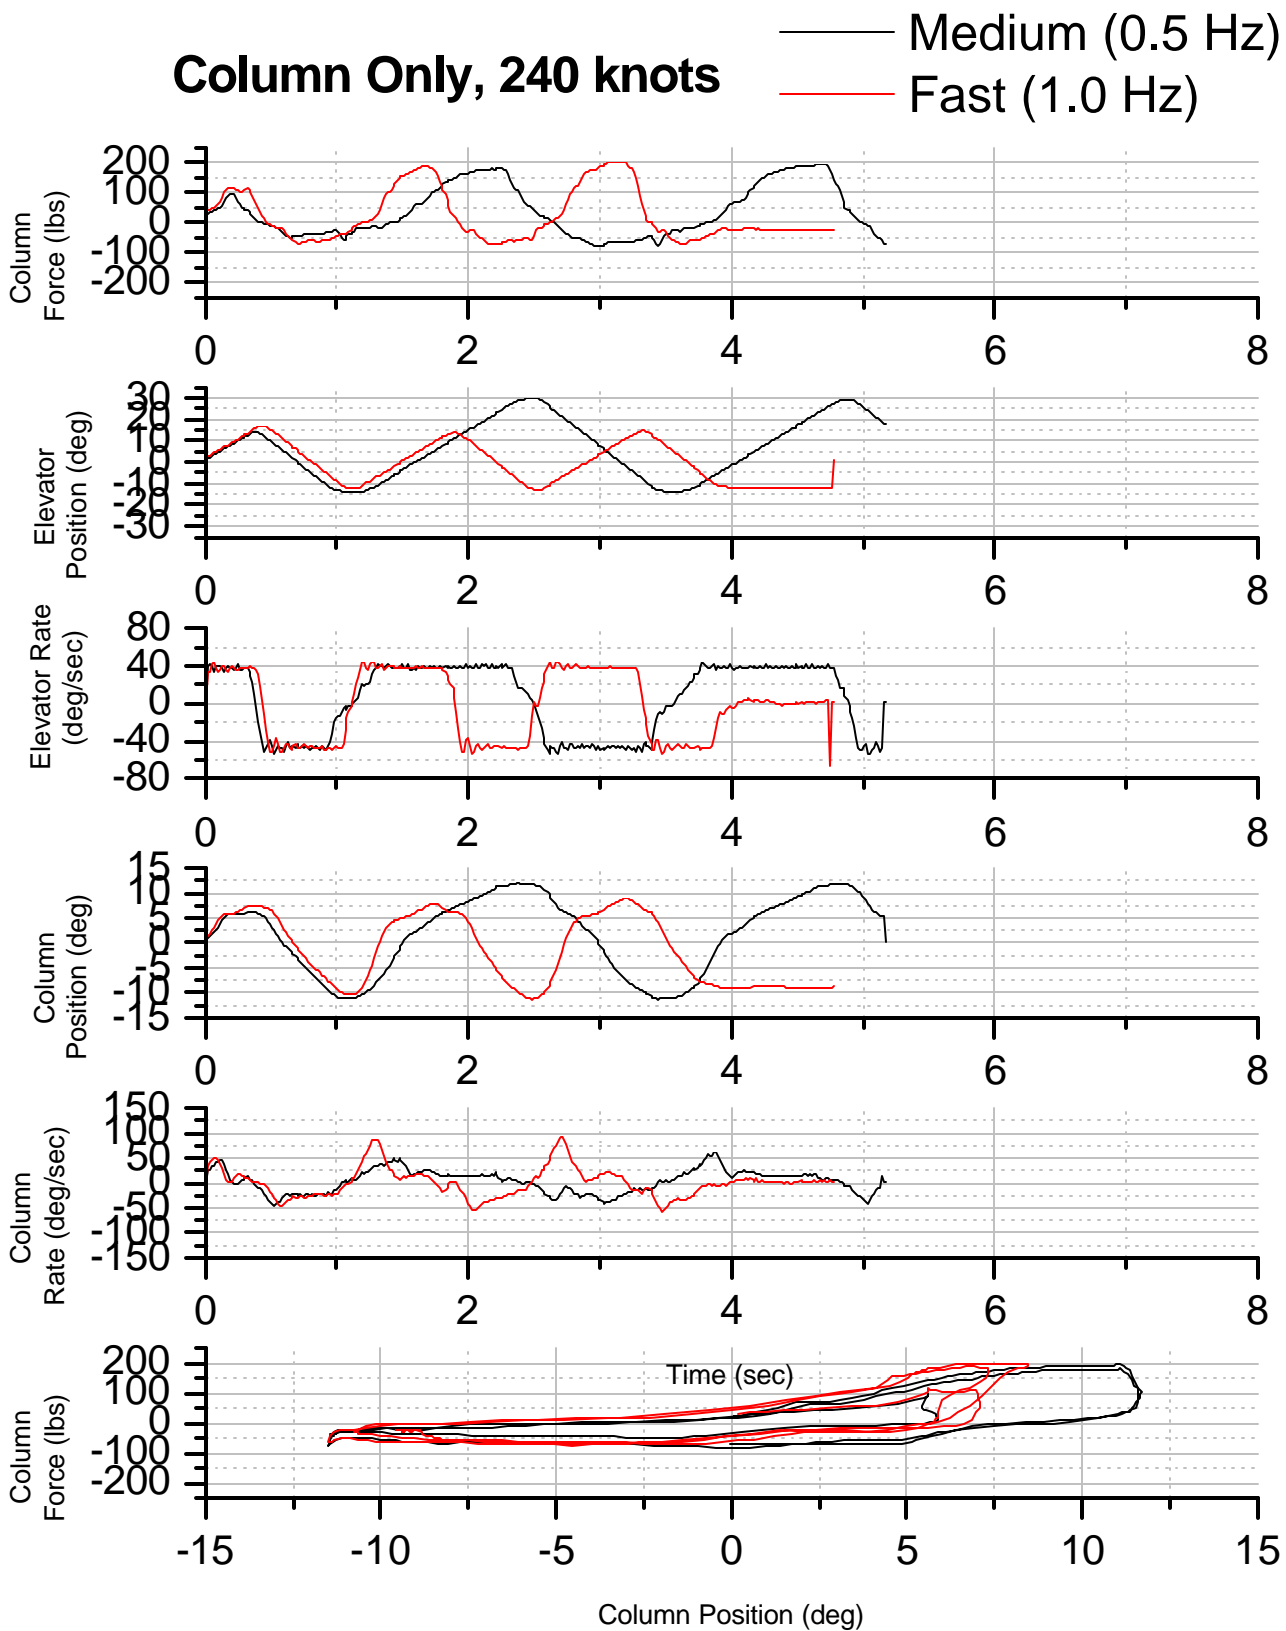 Medium (0.5 Hz)
Column Only, 240 knots
Fast (1.0 Hz)
Column
Force (lbs)
200
100
0
-100
-200
0 2 4 6 8
Elevator
Position (deg)
30
20
10
0
-10
-20
-30
0 2 4 6 8
Elevator Rate
(deg/sec)
80
40
0
-40
-80
0 2 4 6 8
Column
Position (deg)
15
10
5
0
-5
-10
-15
0 2 4 6 8
Column
Rate (deg/sec)
150
100
50
0
-50
-100
-150
0 2 4 6 8
Time (sec)
Column
Force (lbs)
200
100
0
-100
-200
-15 -10 -5 0 5 10 15
Column Position (deg)